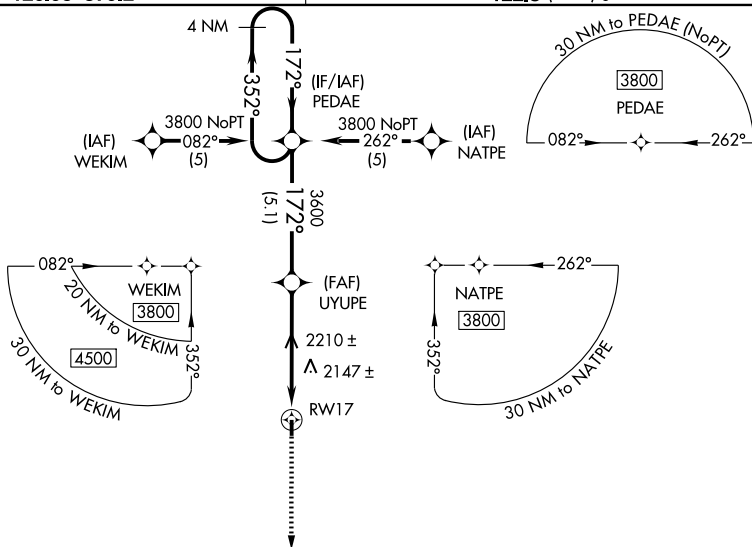 4 NM
352°
172°
(IF/IAF)
PEDAE
30 NM to PEDAE (NoPT)
3800
PEDAE
082°
262°
(IAF)
WEKIM
3800 NoPT
082°
(5)
3800 NoPT
262°
(5)
(IAF)
NATPE
3600
172°
(5.1)
(FAF)
UYUPE
082°
WEKIM
3800
20 NM to WEKIM
4500
30 NM to WEKIM
352°
262°
NATPE
3800
352°
30 NM to NATPE
2210 ±
2147 ±
RW17